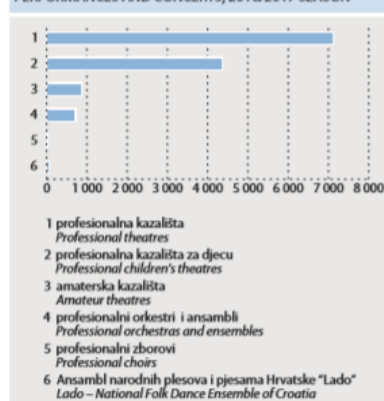 PERFORMANCES AND CONCERTS, 2016/2017 SEASON
1
2
3
4
5
6
0 1 000 2 000 3 000 4 000 5 000 6 000 7 000 8 000
1 profesionalna kazališta
Professional theatres
2 profesionalna kazališta za djecu
Professional children's theatres
3 amaterska kazališta
Amateur theatres
4 profesionalni orkestri i ansambli
Professional orchestras and ensembles
5 profesionalni zborovi
Professional choirs
6 Ansambl narodnih plesova i pjesama Hrvatske "Lado"
Lado – National Folk Dance Ensemble of Croatia